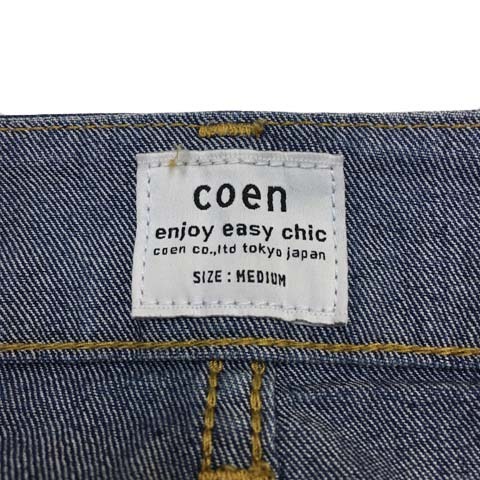 coen
enjoy easy chic
coen co.,ltd tokyo japan
SIZE : MEDIUM